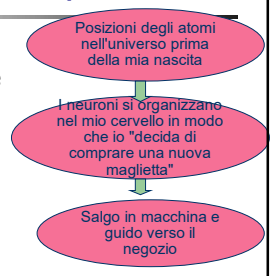 Posizioni degli atomi
nell'universo prima
della mia nascita
I neuroni si organizzano
nel mio cervello in modo
che io "decida di
comprare una nuova
maglietta"
Salgo in macchina e
guido verso il
negozio